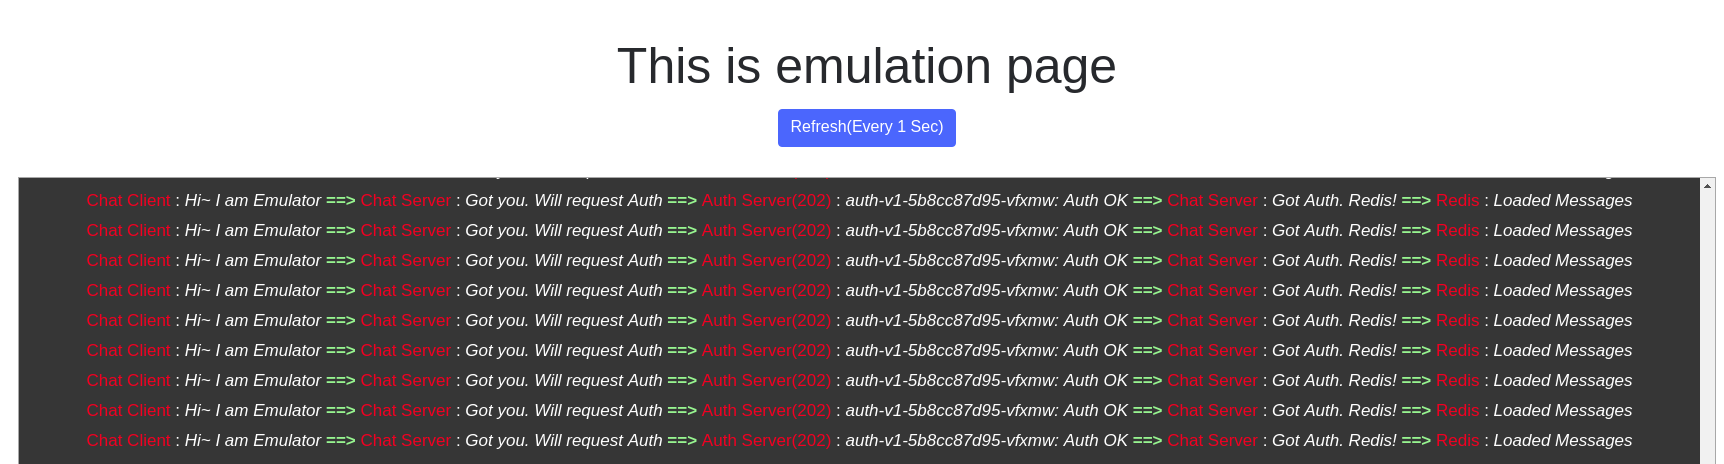 This is emulation page
Refresh(Every 1 Sec)
Chat Client : Hi~ I am Emulator ==> Chat Server : Got you. Will request Auth ==> Auth Server(202) : auth-v1-5b8cc87d95-vfxmw: Auth OK ==> Chat Server : Got Auth. Redis! ==> Redis : Loaded Messages
Chat Client : Hi~ I am Emulator ==> Chat Server : Got you. Will request Auth ==> Auth Server(202) : auth-v1-5b8cc87d95-vfxmw: Auth OK ==> Chat Server : Got Auth. Redis! ==> Redis : Loaded Messages
Chat Client : Hi~ I am Emulator ==> Chat Server : Got you. Will request Auth ==> Auth Server(202) : auth-v1-5b8cc87d95-vfxmw: Auth OK ==> Chat Server : Got Auth. Redis! ==> Redis : Loaded Messages
Chat Client : Hi~ I am Emulator ==> Chat Server : Got you. Will request Auth ==> Auth Server(202) : auth-v1-5b8cc87d95-vfxmw: Auth OK ==> Chat Server : Got Auth. Redis! ==> Redis : Loaded Messages
Chat Client : Hi~ I am Emulator ==> Chat Server : Got you. Will request Auth ==> Auth Server(202) : auth-v1-5b8cc87d95-vfxmw: Auth OK ==> Chat Server : Got Auth. Redis! ==> Redis : Loaded Messages
Chat Client : Hi~ I am Emulator ==> Chat Server : Got you. Will request Auth ==> Auth Server(202) : auth-v1-5b8cc87d95-vfxmw: Auth OK ==> Chat Server : Got Auth. Redis! ==> Redis : Loaded Messages
Chat Client : Hi~ I am Emulator ==> Chat Server : Got you. Will request Auth ==> Auth Server(202) : auth-v1-5b8cc87d95-vfxmw: Auth OK ==> Chat Server : Got Auth. Redis! ==> Redis : Loaded Messages
Chat Client : Hi~ I am Emulator ==> Chat Server : Got you. Will request Auth ==> Auth Server(202) : auth-v1-5b8cc87d95-vfxmw: Auth OK ==> Chat Server : Got Auth. Redis! ==> Redis : Loaded Messages
Chat Client : Hi~ I am Emulator ==> Chat Server : Got you. Will request Auth ==> Auth Server(202) : auth-v1-5b8cc87d95-vfxmw: Auth OK ==> Chat Server : Got Auth. Redis! ==> Redis : Loaded Messages